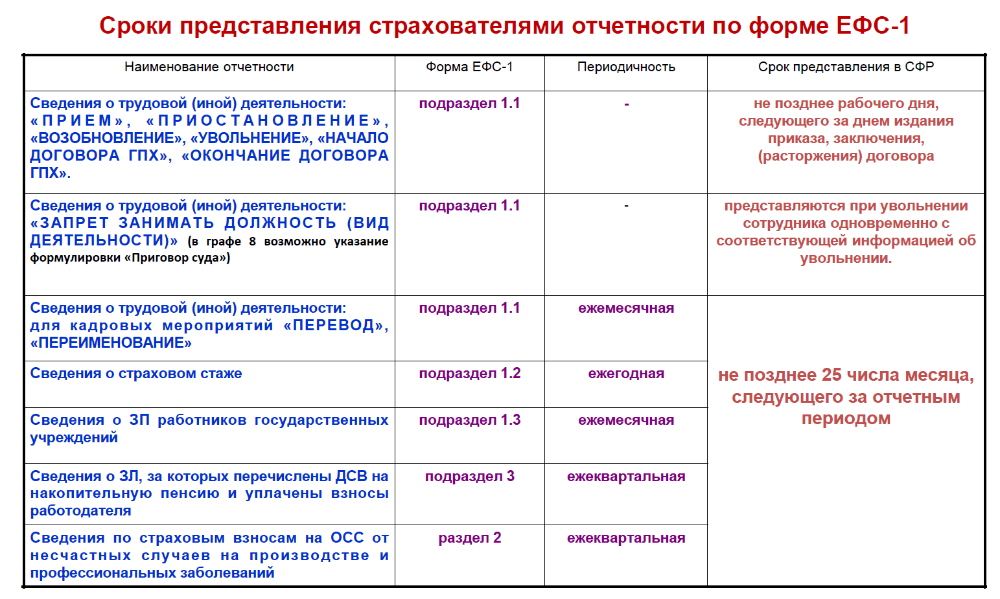 Сроки представления страхователями отчетности по форме ЕФС-1
Наименование отчетности
Форма ЕФС-1
Периодичность
Срок представления в СФР
Сведения о трудовой (иной) деятельности:
«ПРИЕМ», «ПРИОСТАНОВЛЕНИЕ»,
«ВОЗОБНОВЛЕНИЕ», «УВОЛЬНЕНИЕ», «НАЧАЛО
ДОГОВОРА ГПХ», «ОКОНЧАНИЕ ДОГОВОРА
ГПХ».
подраздел 1.1
-
не позднее рабочего дня,
следующего за днем издания
приказа, заключения,
(расторжения) договора
Сведения о трудовой (иной) деятельности:
«ЗАПРЕТ ЗАНИМАТЬ ДОЛЖНОСТЬ (ВИД
ДЕЯТЕЛЬНОСТИ)» (в графе 8 возможно указание
формулировки «Приговор суда»)
подраздел 1.1
-
представляются при увольнении
сотрудника одновременно с
соответствующей информацией об
увольнении.
Сведения о трудовой (иной) деятельности:
для кадровых мероприятий «ПЕРЕВОД»,
«ПЕРЕИМЕНОВАНИЕ»
подраздел 1.1
ежемесячная
Сведения о страховом стаже
подраздел 1.2
ежегодная
не позднее 25 числа месяца,
следующего за отчетным
периодом
Сведения о ЗП работников государственных
учреждений
подраздел 1.3
ежемесячная
Сведения о ЗЛ, за которых перечислены ДСВ на
накопительную пенсию и уплачены взносы
работодателя
подраздел 3
ежеквартальная
Сведения по страховым взносам на ОСС от
несчастных случаев на производстве и
профессиональных заболеваний
раздел 2
ежеквартальная